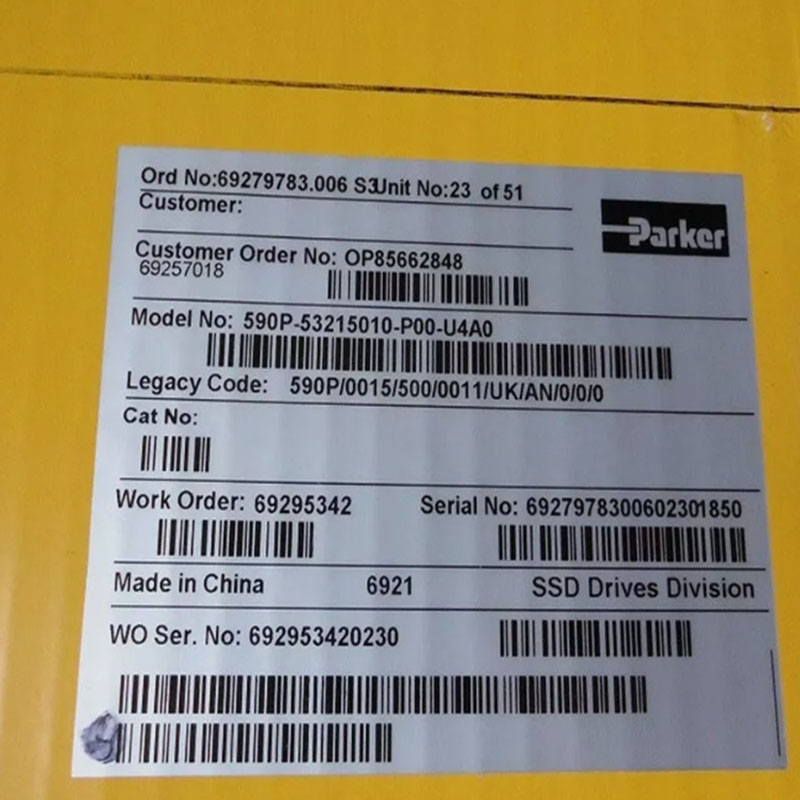 Ord No:69279783.006 S3Unit No:23 of 51
Customer:
Parker
Customer Order No: OP85662848
69257018
Model No: 590P-53215010-P00-U4A0
Legacy Code: 590P/0015/500/0011/UK/AN/0/0/0
Cat No:
Work Order: 69295342 Serial No: 6927978300602301850
Made in China 6921 SSD Drives Division
WO Ser. No: 692953420230